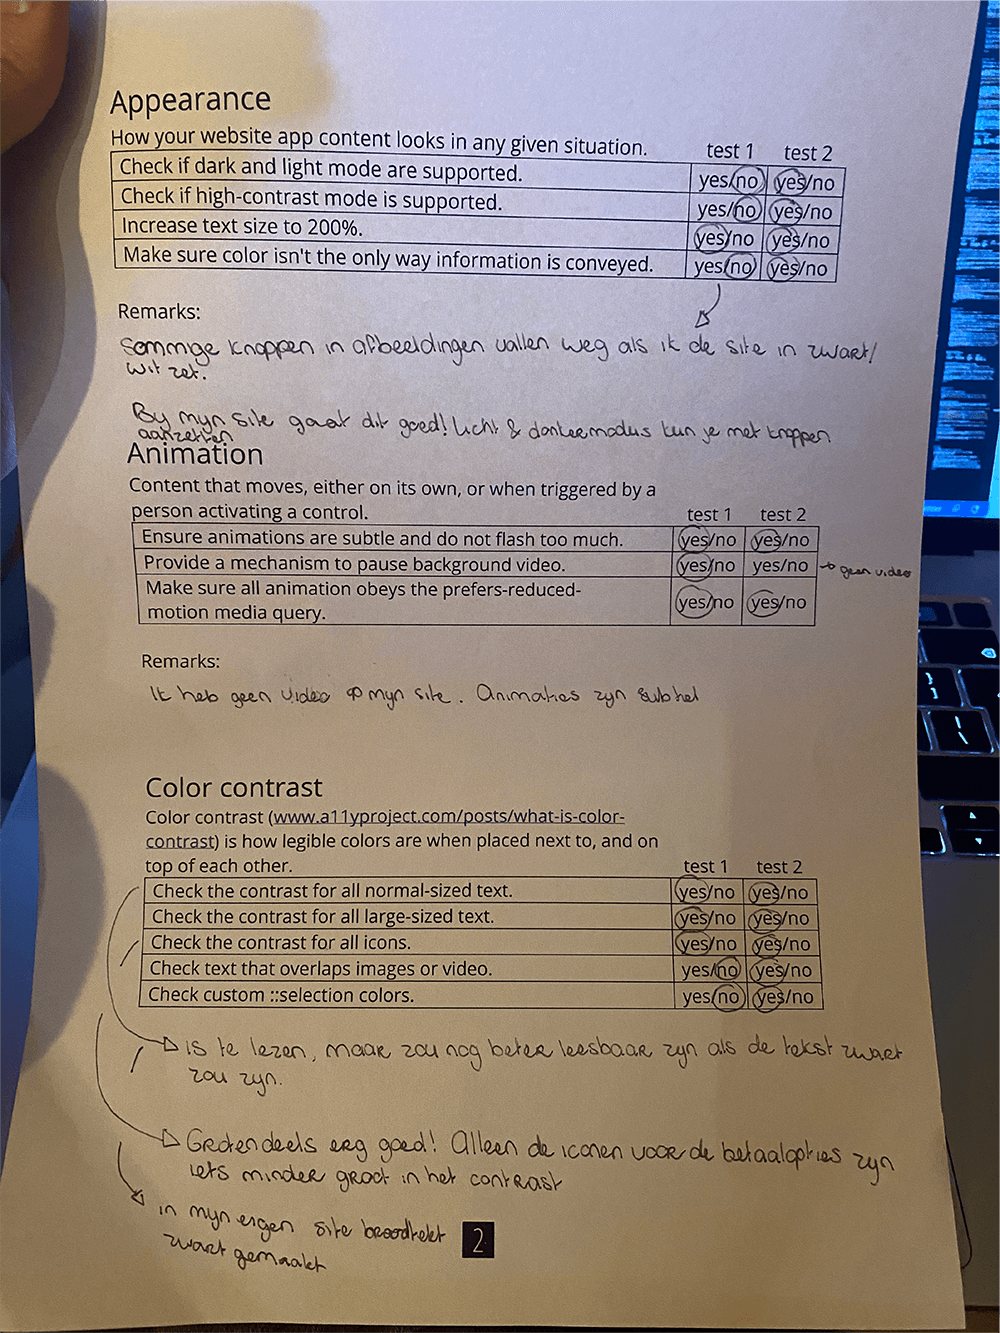 Appearance
How your website app content looks in any given situation. test 1 test 2
Check if dark and light mode are supported. yes/no yes/no
Check if high-contrast mode is supported. yes/no yes/no
Increase text size to 200%. yes/no yes/no
Make sure color isn't the only way information is conveyed. yes/no yes/no
Remarks:
Sommige knoppen in afbeeldingen vallen weg als ik de site in zwart/
wit zet.
By myn site gaat dit goed! Licht & donkermodus kun je met knoppen
aanzetten
Animation
Content that moves, either on its own, or when triggered by a
person activating a control. test 1 test 2
Ensure animations are subtle and do not flash too much. yes/no yes/no
Provide a mechanism to pause background video. yes/no yes/no → geen video
Make sure all animation obeys the prefers-reduced-
motion media query. yes/no yes/no
Remarks:
Ik heb geen video op myn site. Animaties zyn subtiel
Color contrast
Color contrast (www.a11yproject.com/posts/what-is-color-
contrast) is how legible colors are when placed next to, and on
top of each other. test 1 test 2
Check the contrast for all normal-sized text. yes/no yes/no
Check the contrast for all large-sized text. yes/no yes/no
Check the contrast for all icons. yes/no yes/no
Check text that overlaps images or video. yes/no yes/no
Check custom ::selection colors. yes/no yes/no
is te lezen, maar zou nog beter leesbaar zyn als de tekst zwart
zou zyn.
Grotendeels erg goed! Alleen de iconen voor de betaalopties zyn
iets minder groot in het contrast
in myn eigen site broodtekst
zwart gemaakt
2